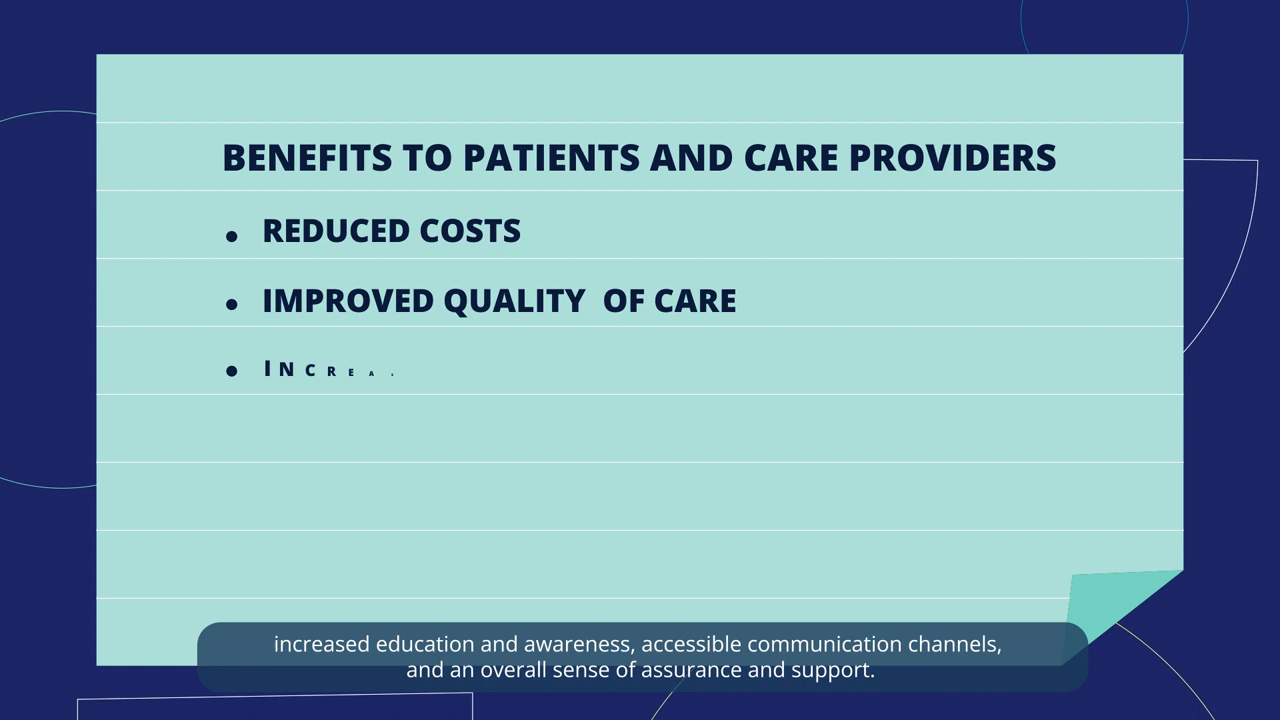 BENEFITS TO PATIENTS AND CARE PROVIDERS
• REDUCED COSTS
• IMPROVED QUALITY OF CARE
• INCREA
increased education and awareness, accessible communication channels,
and an overall sense of assurance and support.